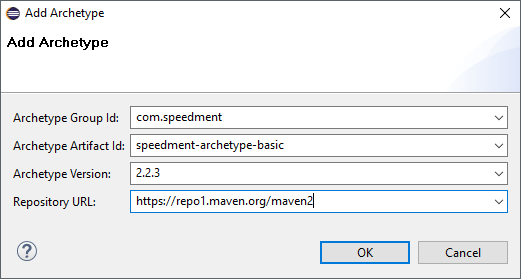 Add Archetype
Add Archetype
Archetype Group Id: com.speedment
Archetype Artifact Id: speedment-archetype-basic
Archetype Version: 2.2.3
Repository URL: https://repo1.maven.org/maven2
? OK Cancel